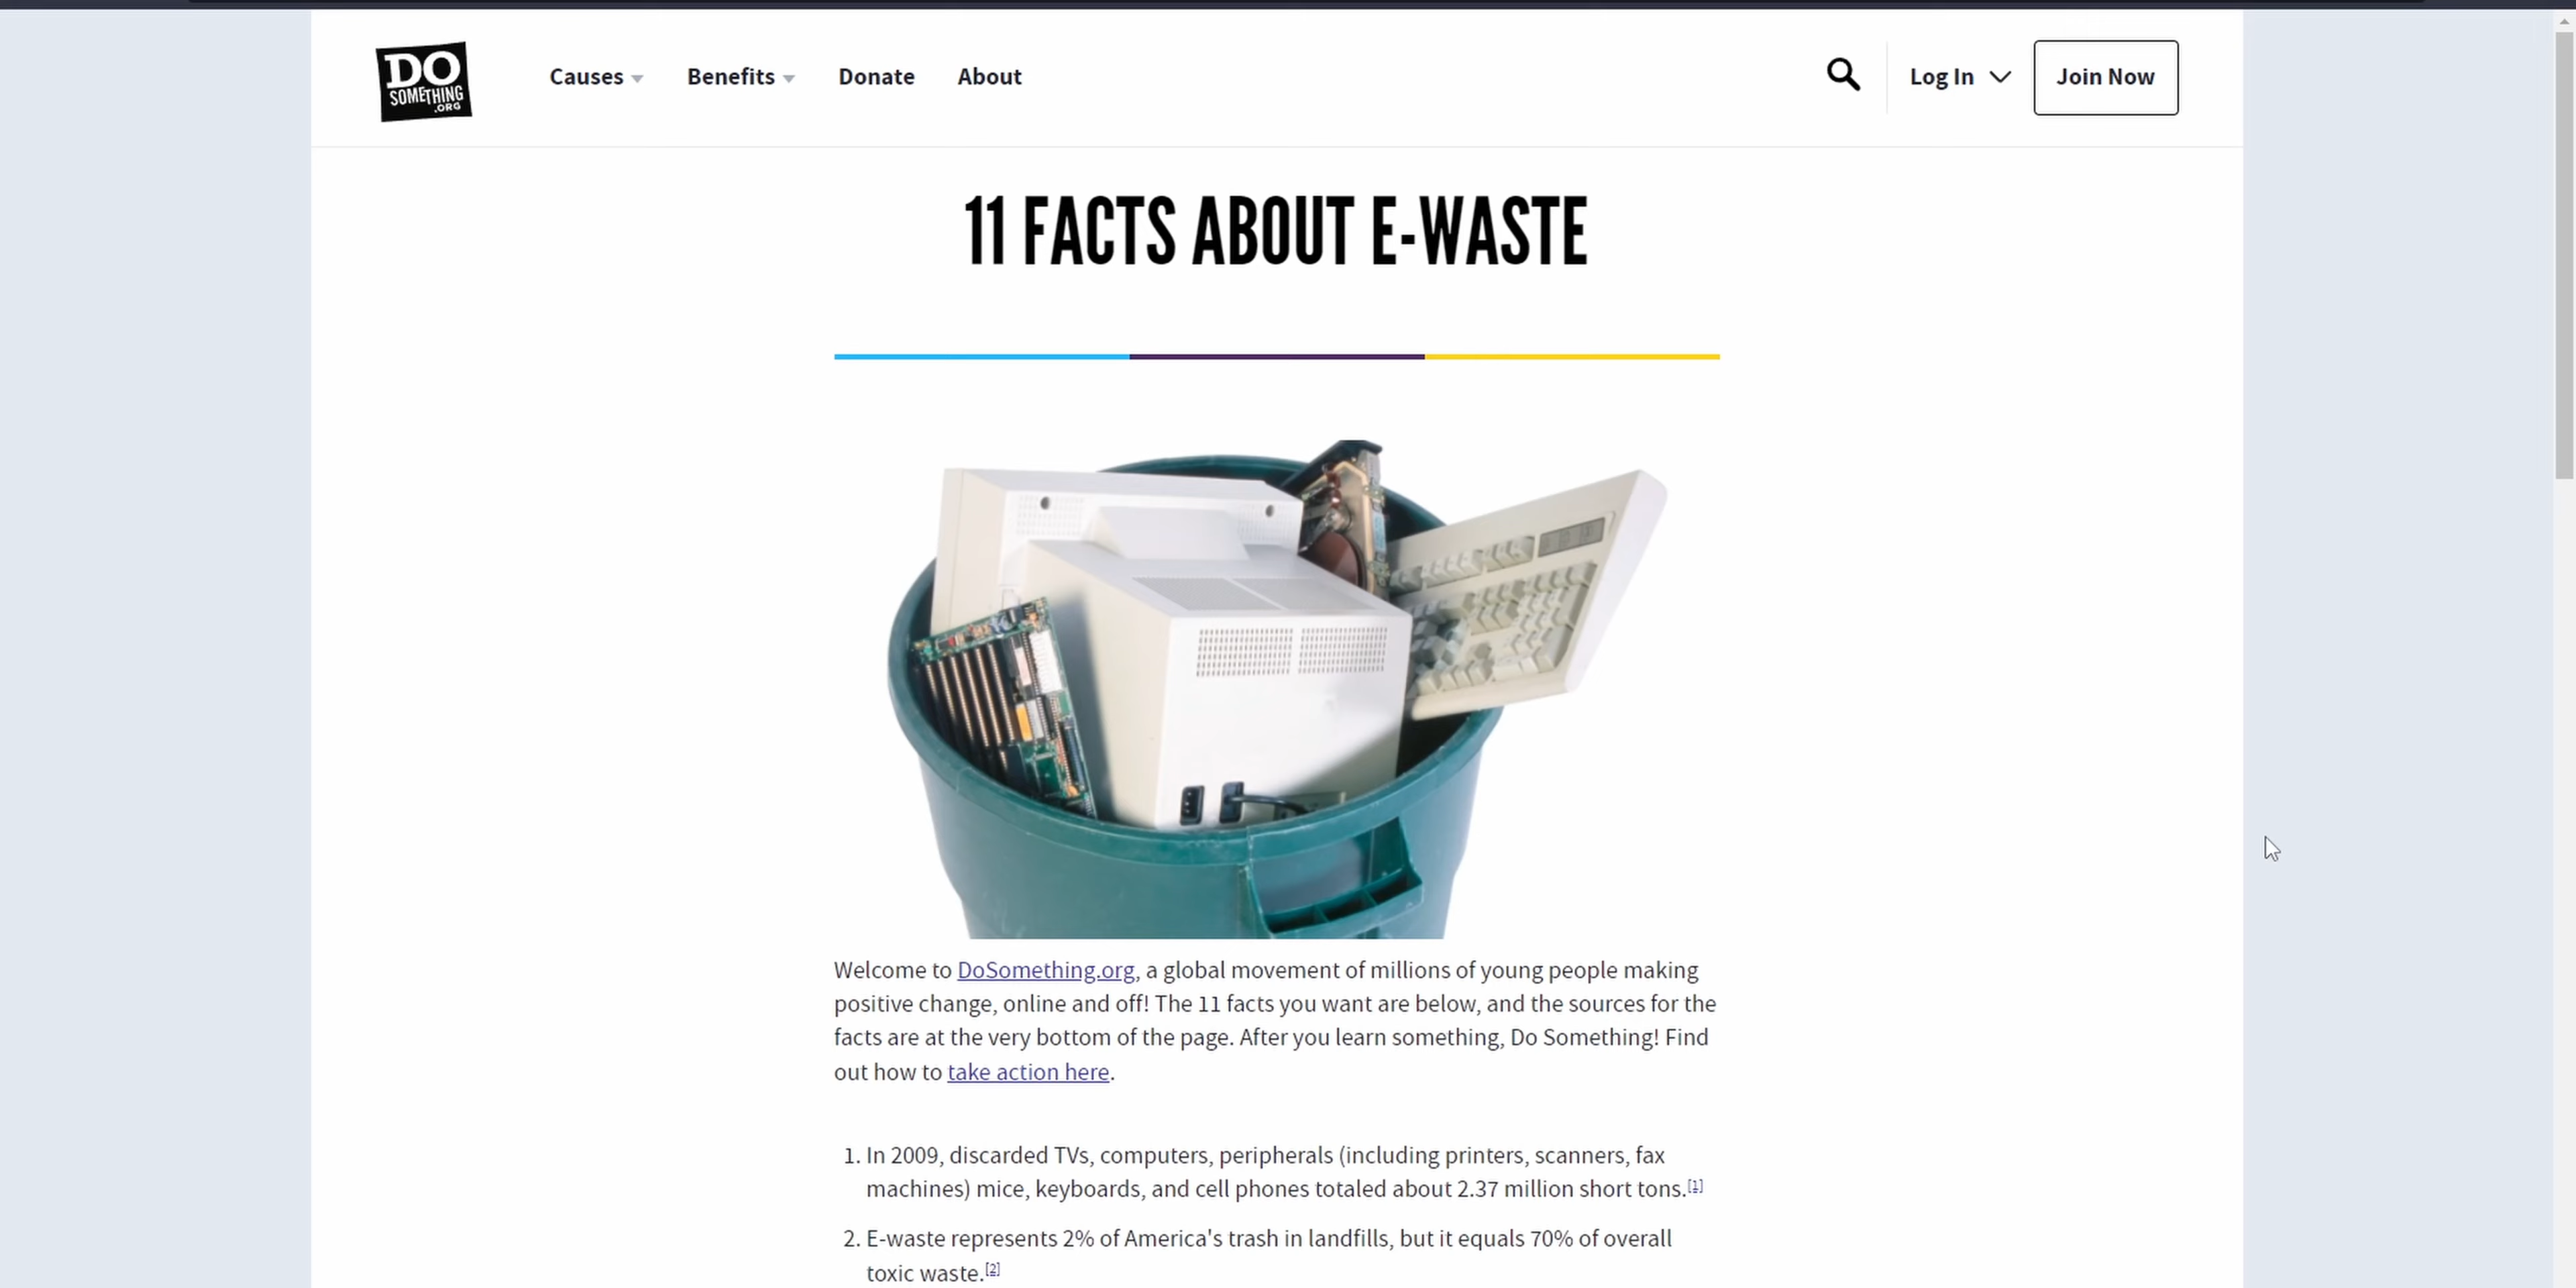 DO
SOMETHING
.ORG
Causes
Benefits
Donate
About
Log In
Join Now
11 FACTS ABOUT E-WASTE
Welcome to DoSomething.org, a global movement of millions of young people making
positive change, online and off! The 11 facts you want are below, and the sources for the
facts are at the very bottom of the page. After you learn something, Do Something! Find
out how to take action here.
1. In 2009, discarded TVs, computers, peripherals (including printers, scanners, fax
machines) mice, keyboards, and cell phones totaled about 2.37 million short tons.[1]
2. E-waste represents 2% of America's trash in landfills, but it equals 70% of overall
toxic waste.[2]